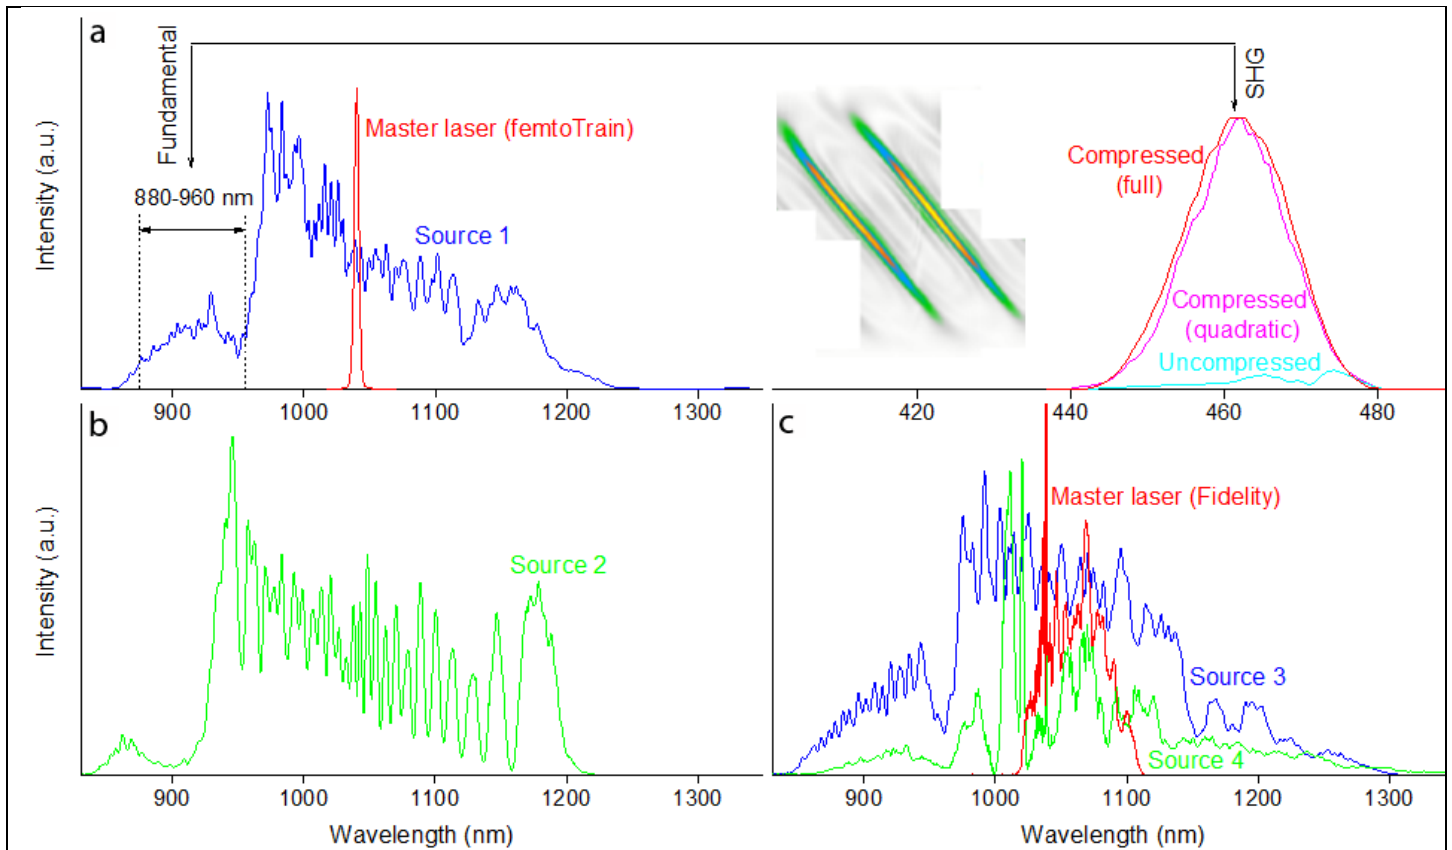 a
Fundamental
SHG
Master laser (femtoTrain)
Compressed
(full)
880-960 nm
Source 1
Compressed
(quadratic)
Uncompressed
Intensity (a.u.)
900
1000
1100
1200
1300
420
440
460
480
b
Source 2
Intensity (a.u.)
900
1000
1100
1200
1300
Wavelength (nm)
c
Master laser (Fidelity)
Source 3
Source 4
900
1000
1100
1200
1300
Wavelength (nm)